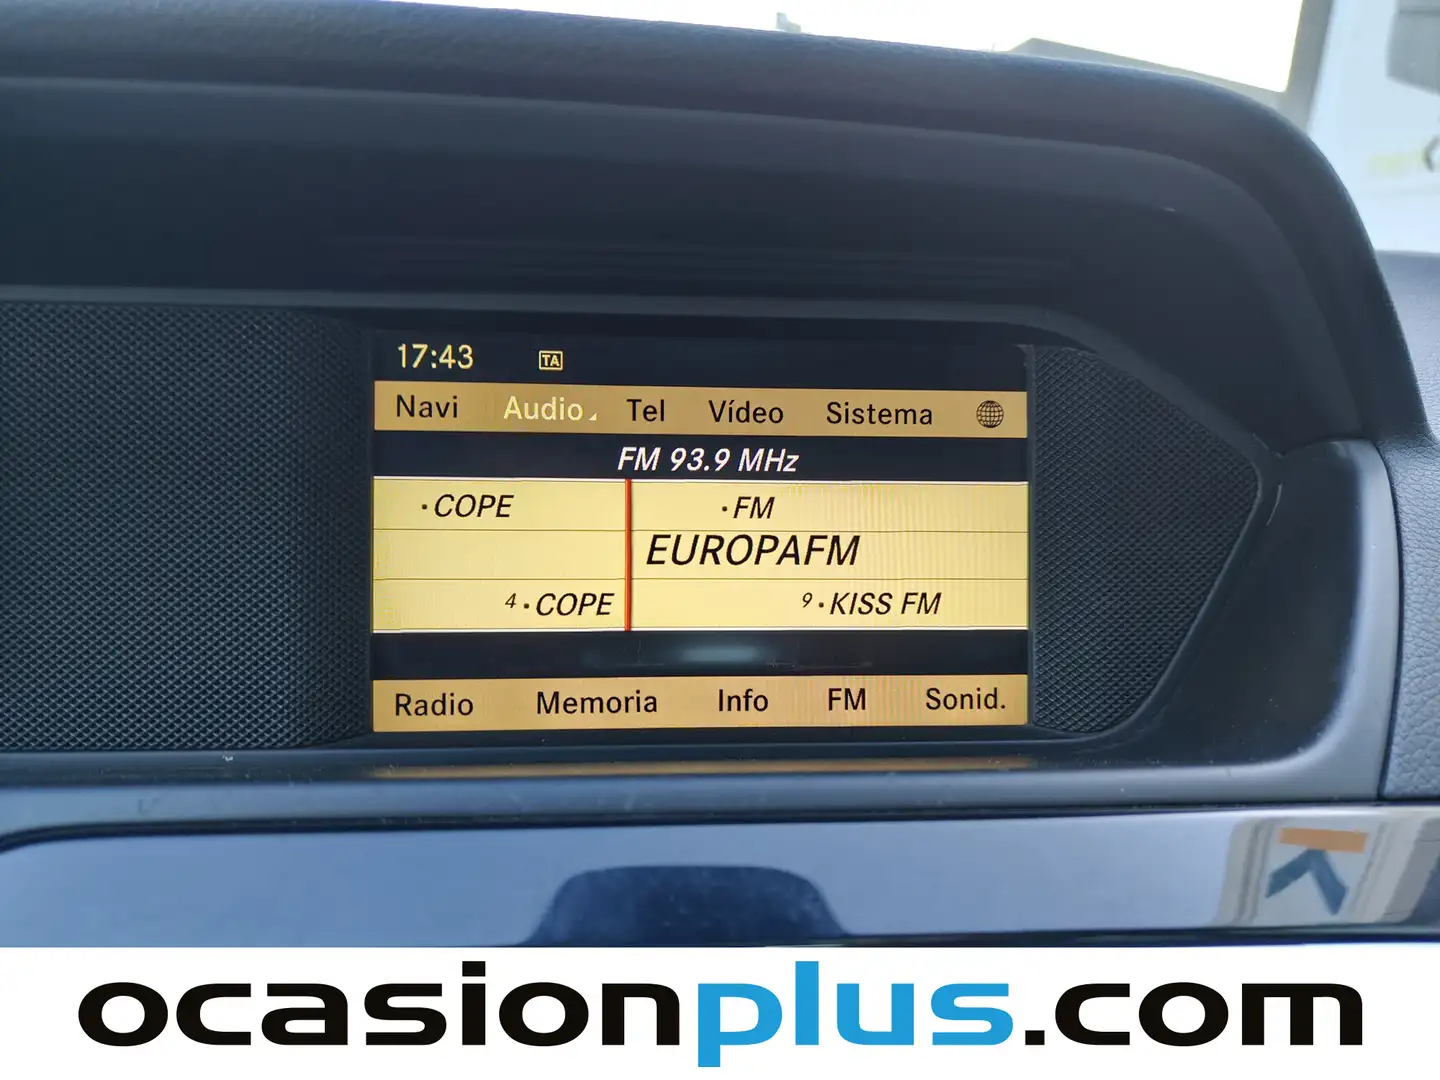 17:43 TA
Navi Audio Tel Vídeo Sistema
FM 93.9 MHz
·COPE ·FM
EUROPAFM
4·COPE 9·KISS FM
Radio Memoria Info FM Sonid.
ocasionplus.com